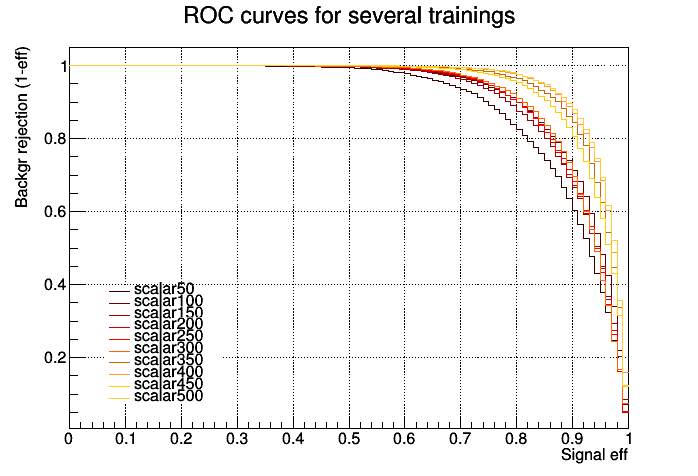 ROC curves for several trainings
Backgr rejection (1-eff)
1
0.8
0.6
0.4
0.2
scalar50
scalar100
scalar150
scalar200
scalar250
scalar300
scalar350
scalar400
scalar450
scalar500
0 0.1 0.2 0.3 0.4 0.5 0.6 0.7 0.8 0.9 1
Signal eff